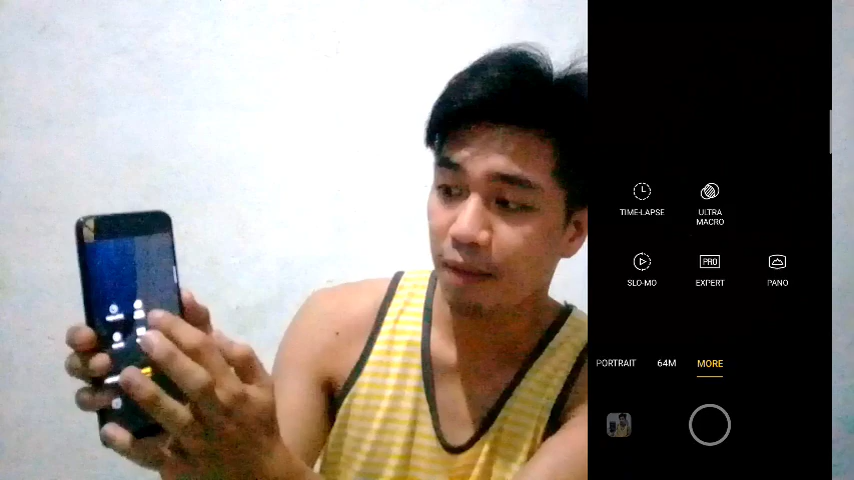 TIME-LAPSE
ULTRA
MACRO
SLO-MO
PRO
EXPERT
PANO
PORTRAIT
64M
MORE